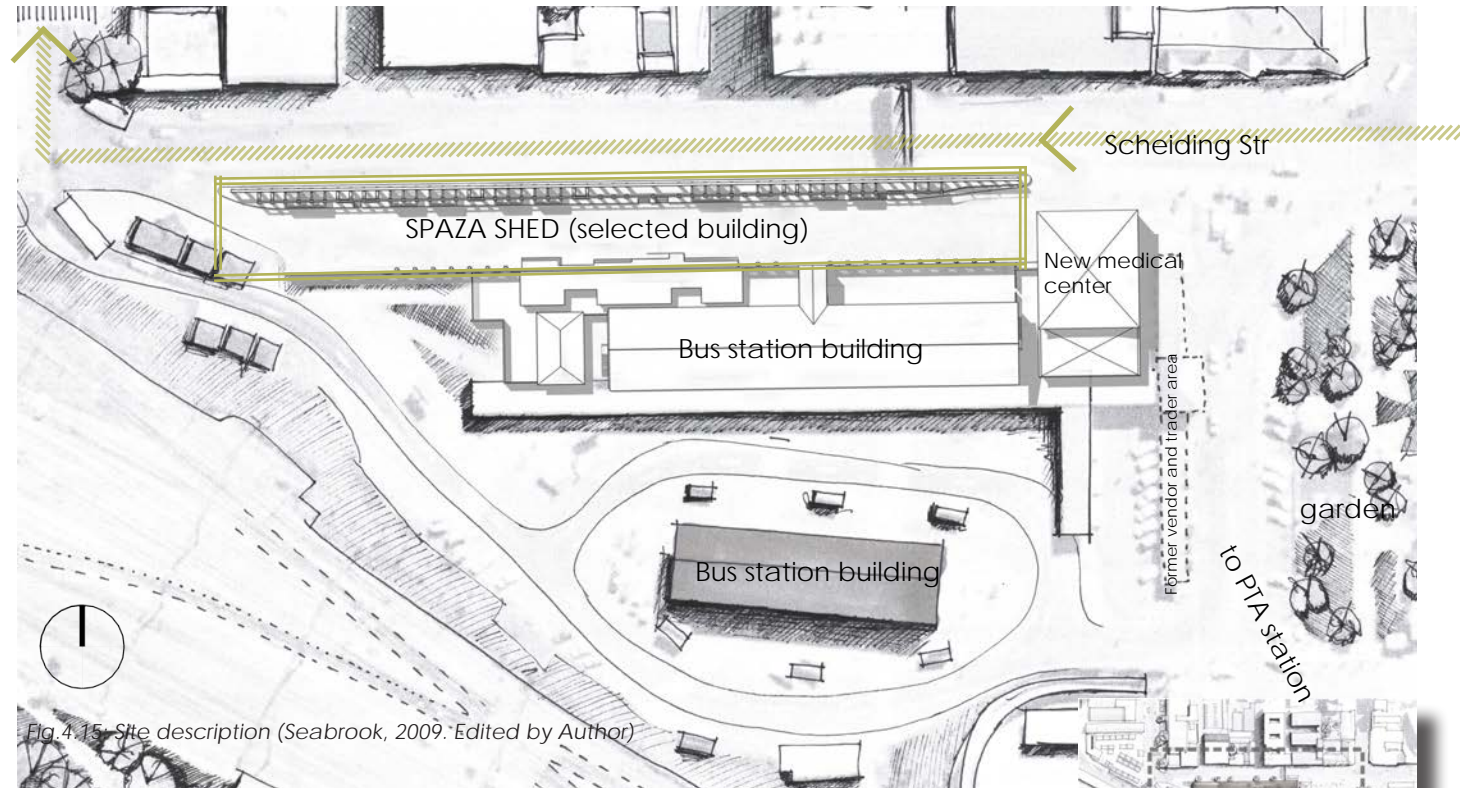 Scheiding Str
SPAZA SHED (selected building)
New medical
center
Bus station building
Former vendor and trader area
garden
Bus station building
to PTA station
Fig.4.15: Site description (Seabrook, 2009. Edited by Author)